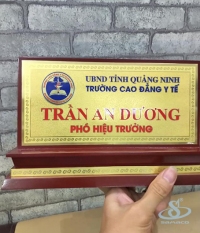 UBND TỈNH QUẢNG NINH
TRƯỜNG CAO ĐẲNG Y TẾ
TRẦN AN DƯƠNG
PHÓ HIỆU TRƯỞNG